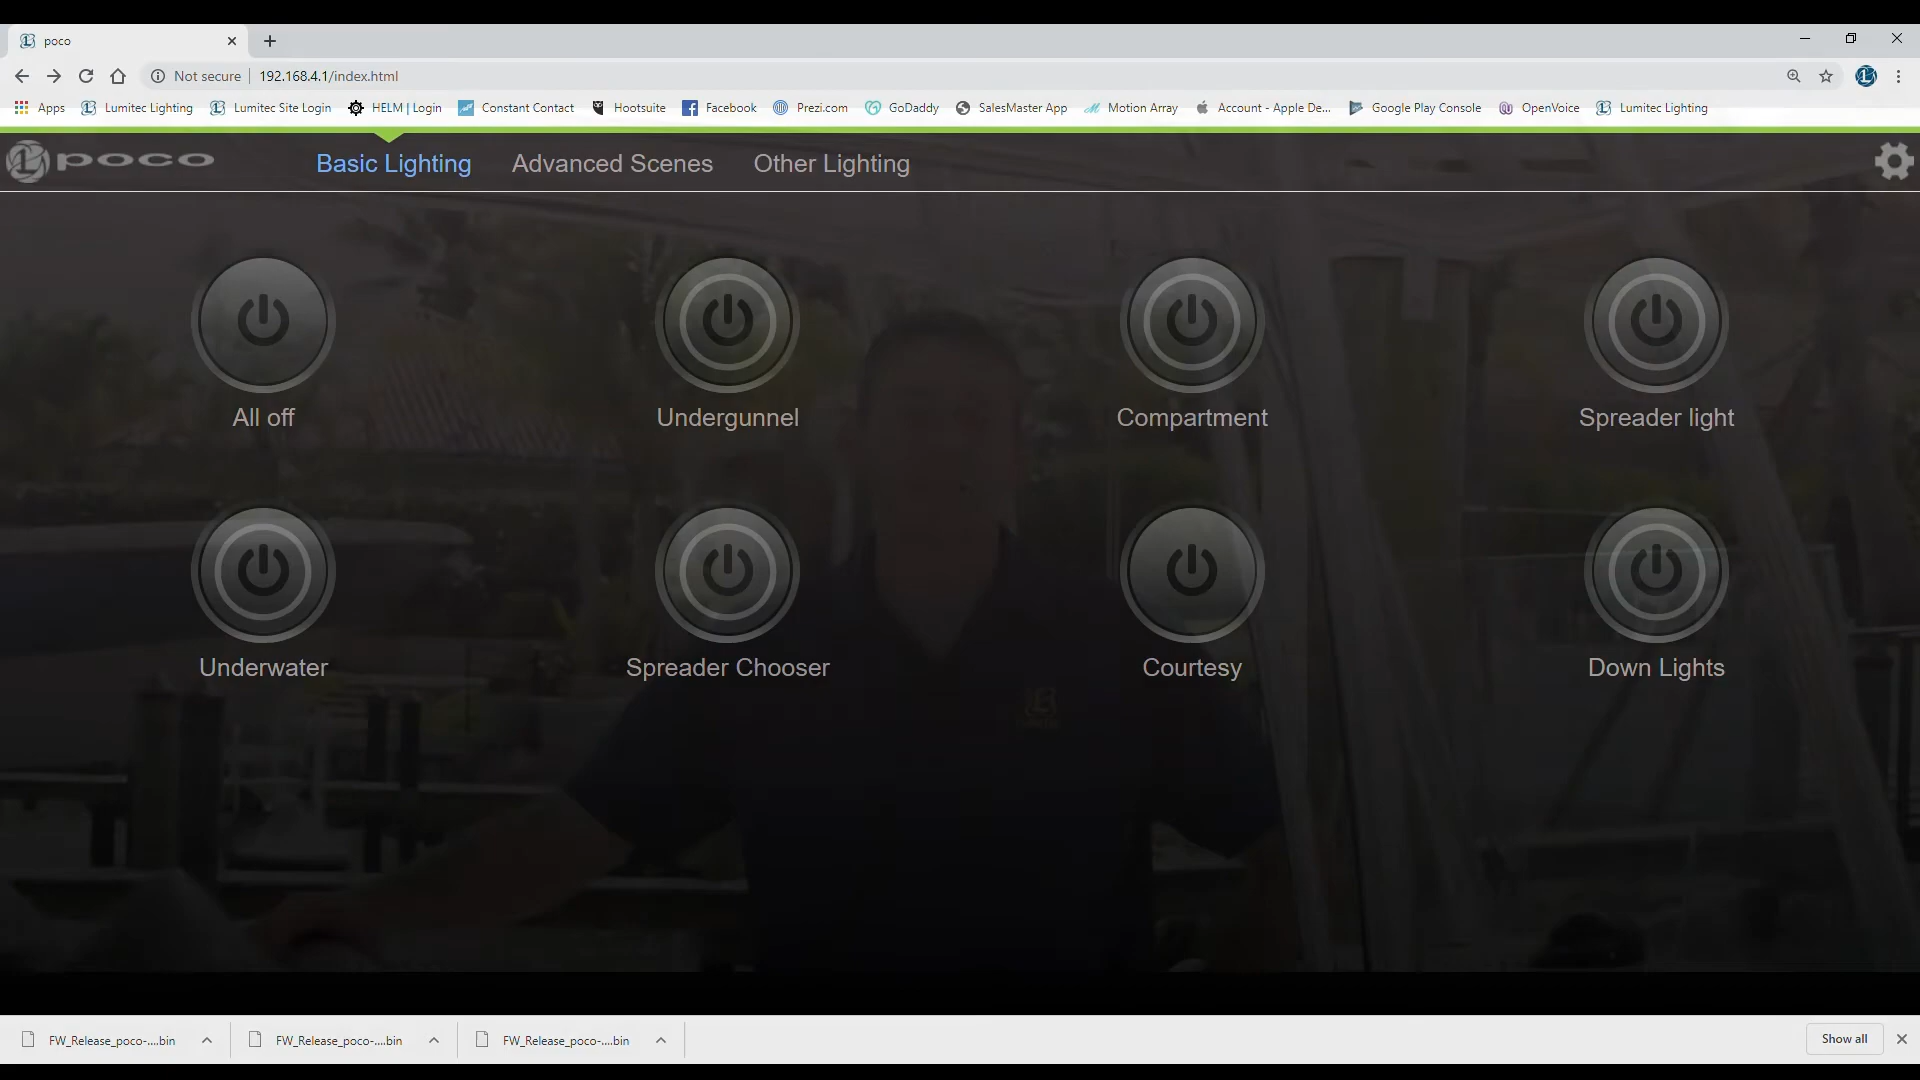 poco
Not secure 192.168.4.1/index.html
Apps Lumitec Lighting Lumitec Site Login HELM | Login Constant Contact Hootsuite Facebook Prezi.com GoDaddy SalesMaster App Motion Array Account - Apple De... Google Play Console OpenVoice Lumitec Lighting
poco Basic Lighting Advanced Scenes Other Lighting
All off Undergunnel Compartment Spreader light
Underwater Spreader Chooser Courtesy Down Lights
FW_Release_poco-....bin FW_Release_poco-....bin FW_Release_poco-....bin Show all